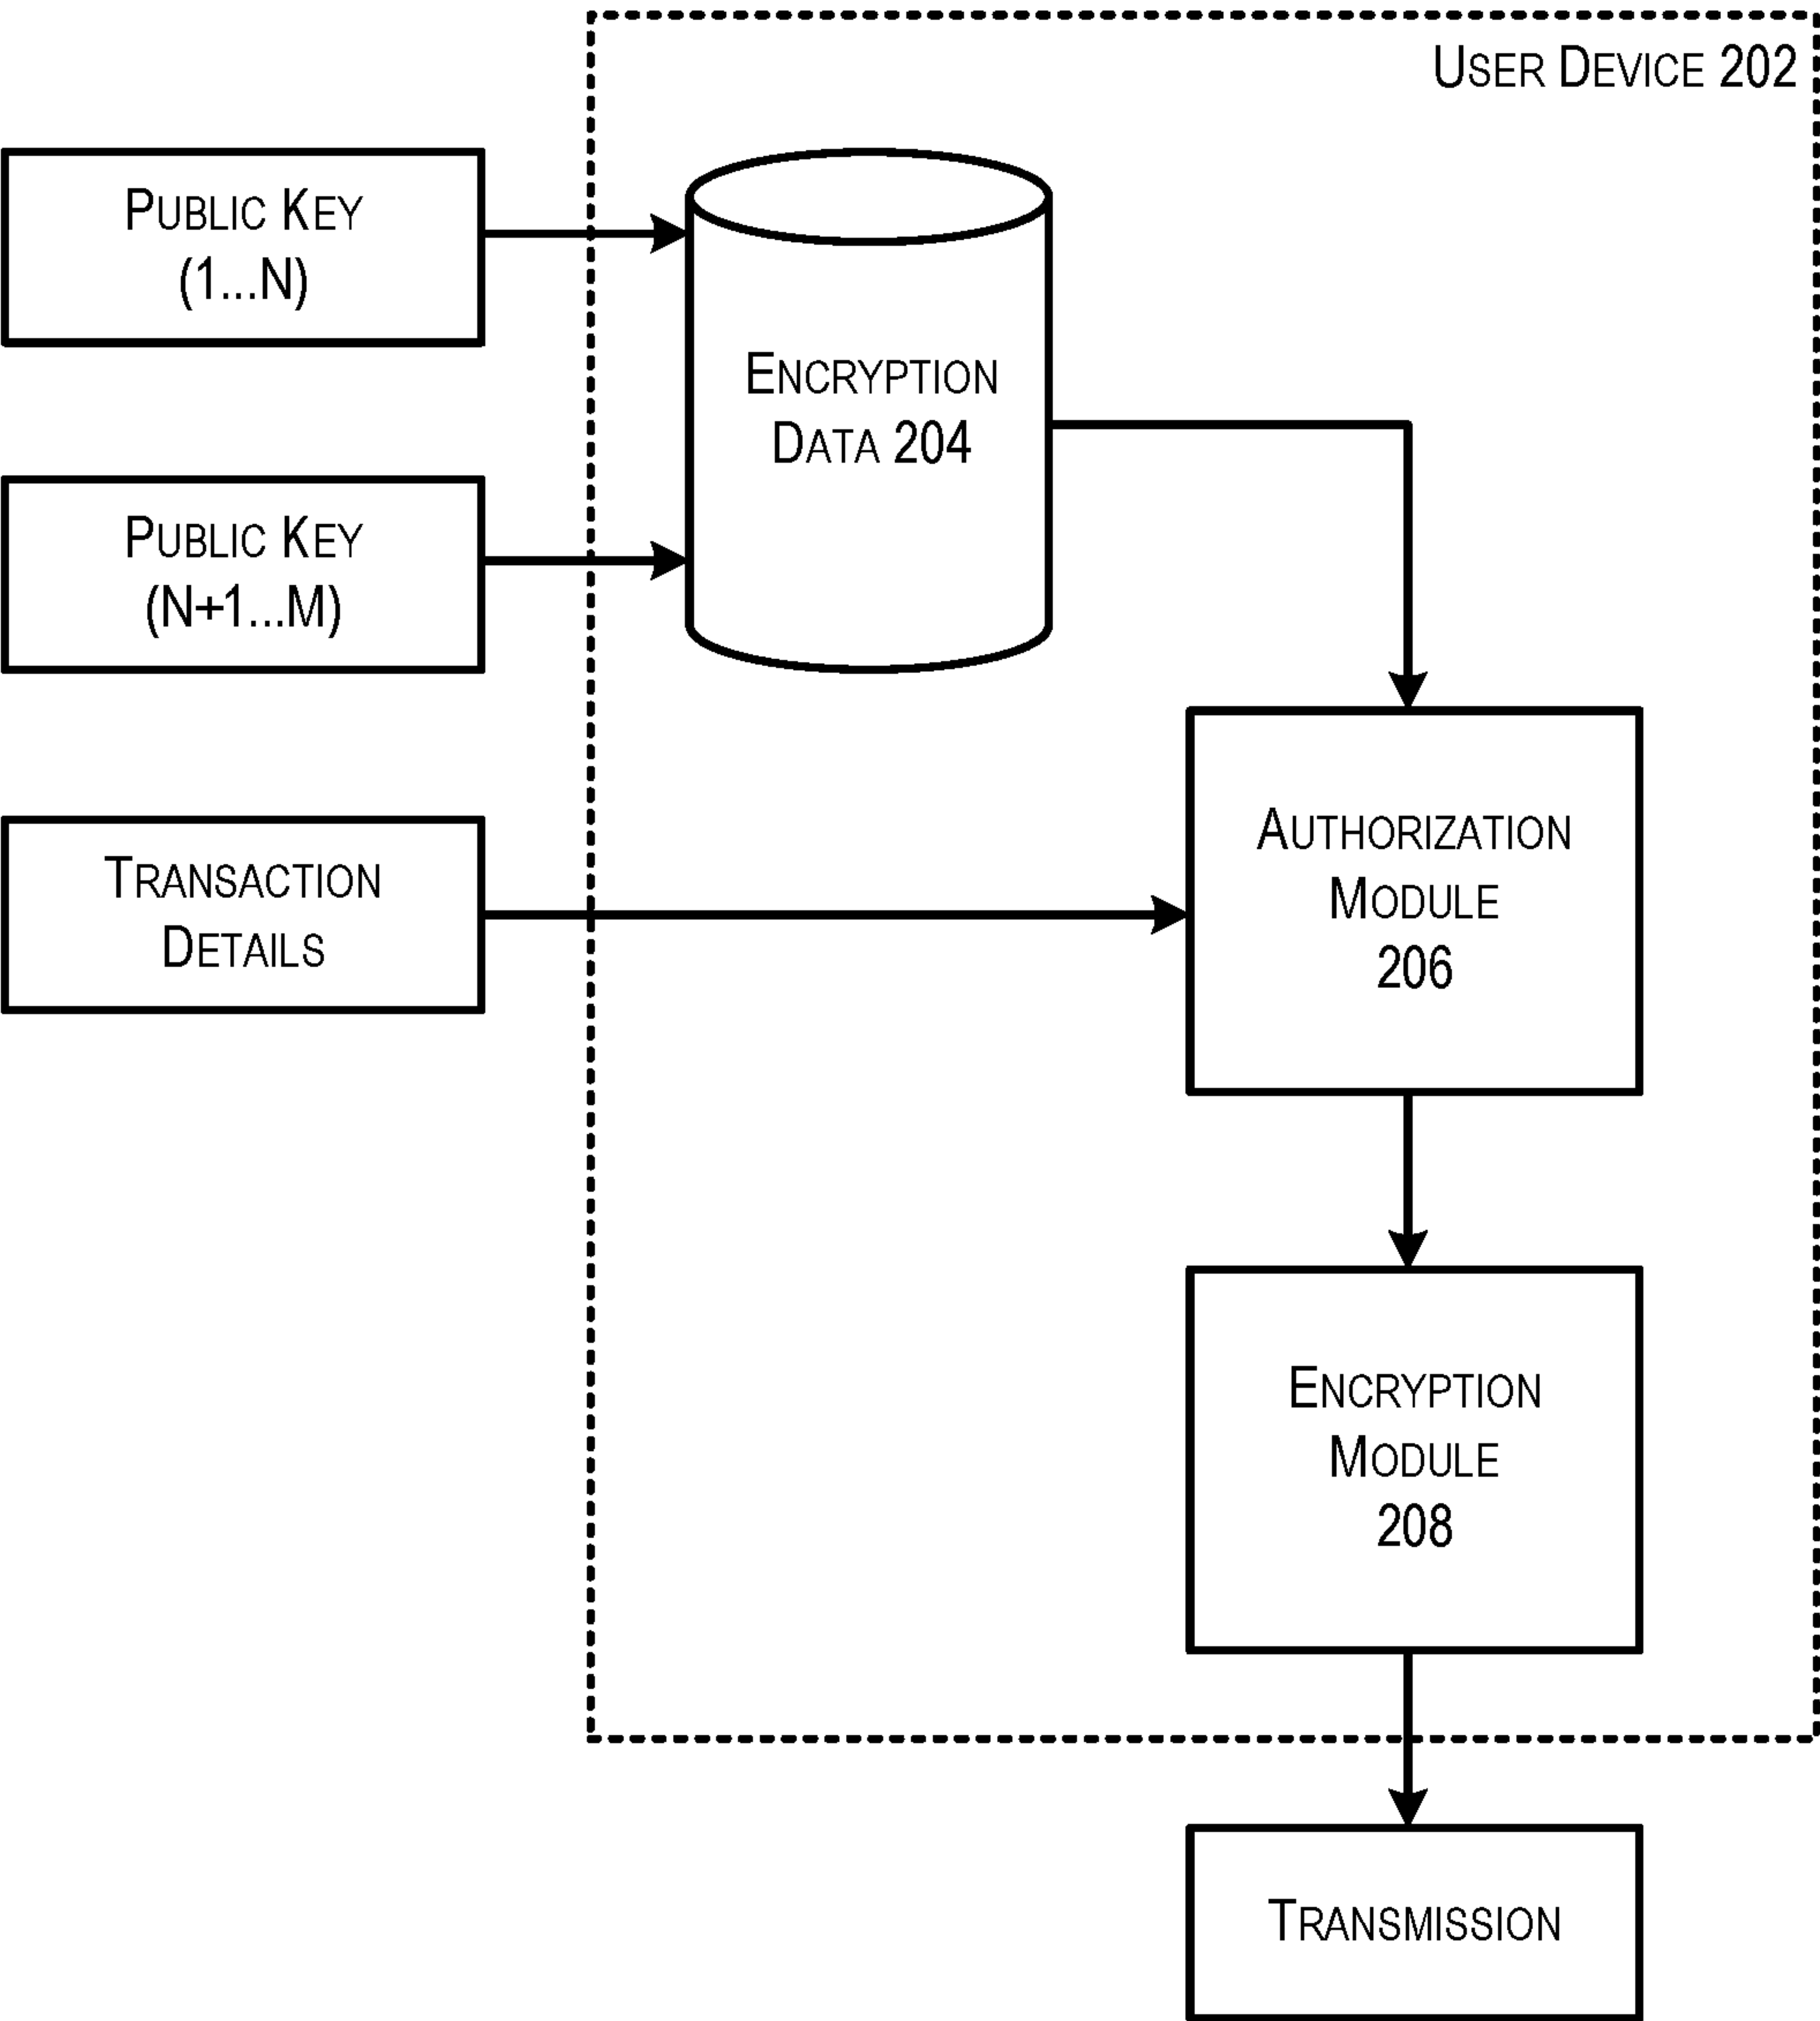 USER DEVICE 202
PUBLIC KEY
(1...N)
ENCRYPTION
DATA 204
PUBLIC KEY
(N+1...M)
TRANSACTION
DETAILS
AUTHORIZATION
MODULE
206
ENCRYPTION
MODULE
208
TRANSMISSION